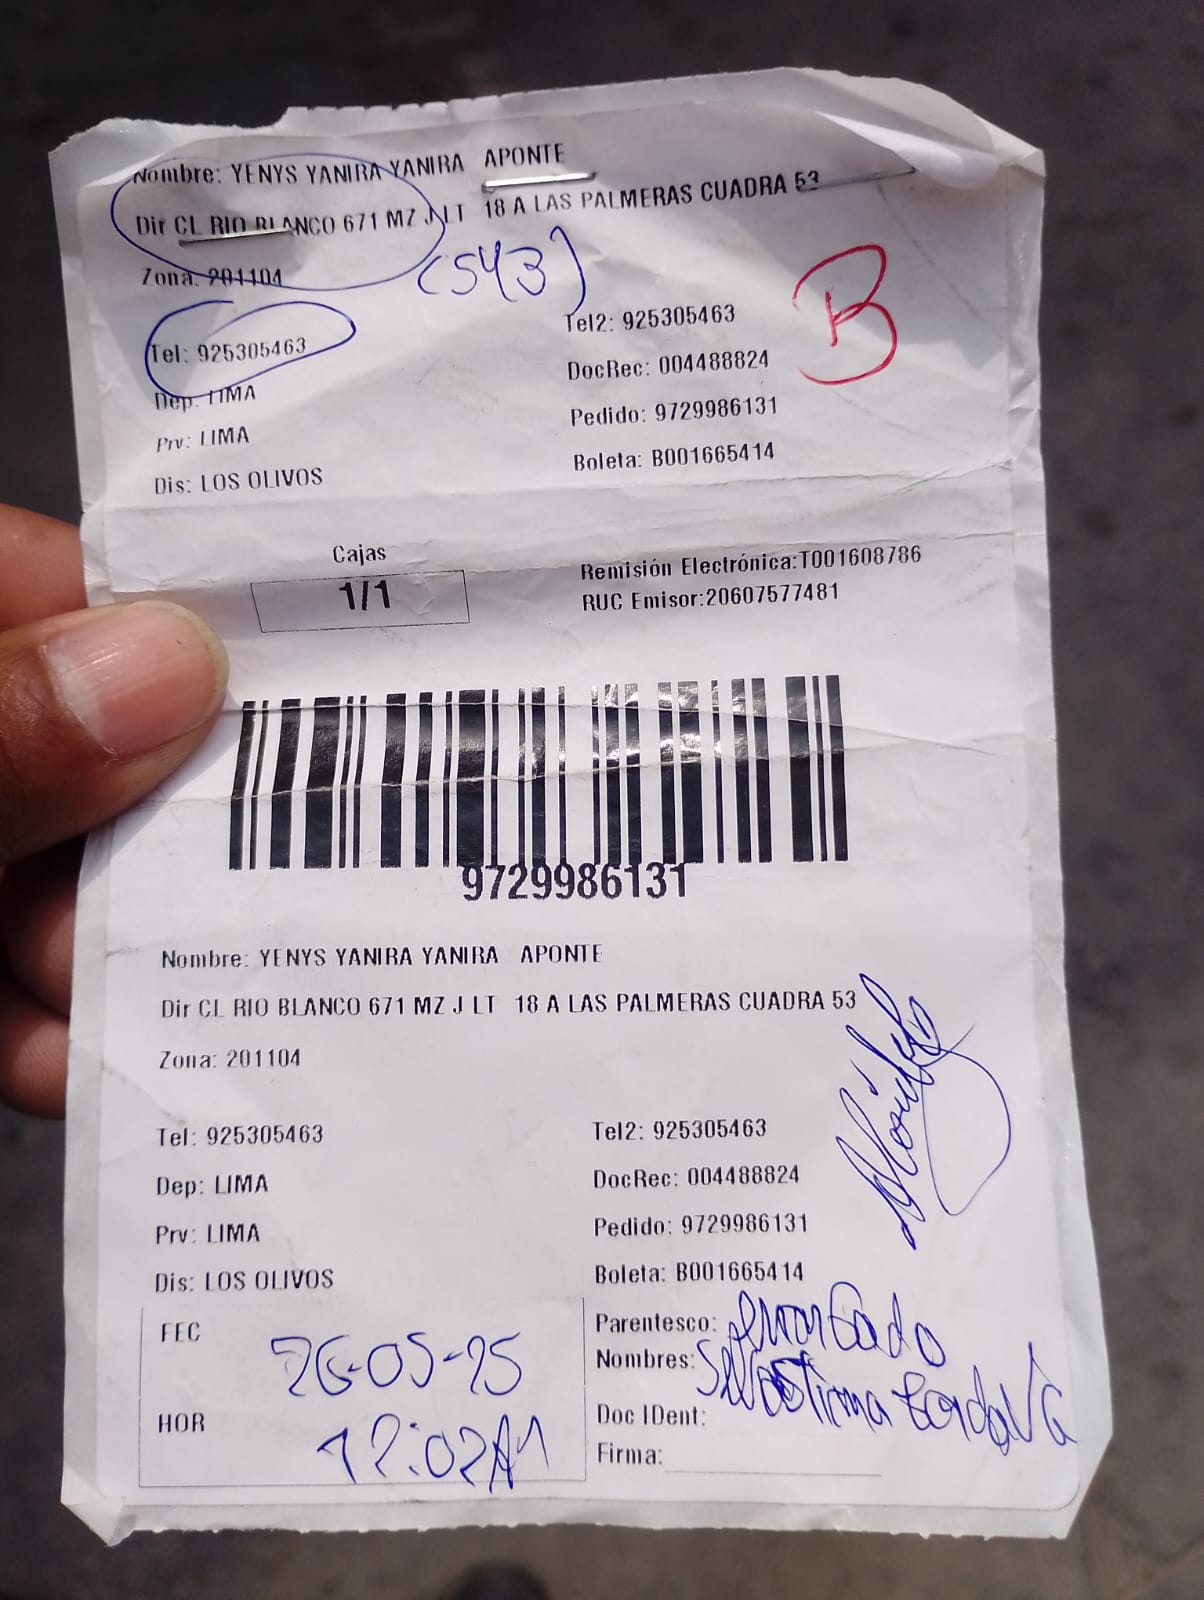 Nombre: YENYS YANIRA YANIRA APONTE
Dir CL RIO BLANCO 671 MZ J LT 18 A LAS PALMERAS CUADRA 53
(543)
Zona: 201104
B
Tel: 925305463 Tel2: 925305463
Dep: LIMA DocRec: 004488824
Prv: LIMA Pedido: 9729986131
Dis: LOS OLIVOS Boleta: B001665414
Cajas
1/1
Remisión Electrónica:T001608786
RUC Emisor:20607577481
9729986131
Nombre: YENYS YANIRA YANIRA APONTE
Dir CL RIO BLANCO 671 MZ J LT 18 A LAS PALMERAS CUADRA 53
Zona: 201104
Tel: 925305463 Tel2: 925305463
Dep: LIMA DocRec: 004488824
Prv: LIMA Pedido: 9729986131
Dis: LOS OLIVOS Boleta: B001665414
FEC 26-05-25
HOR 12:02
Parentesco:
Nombres:
Doc IDent:
Firma: